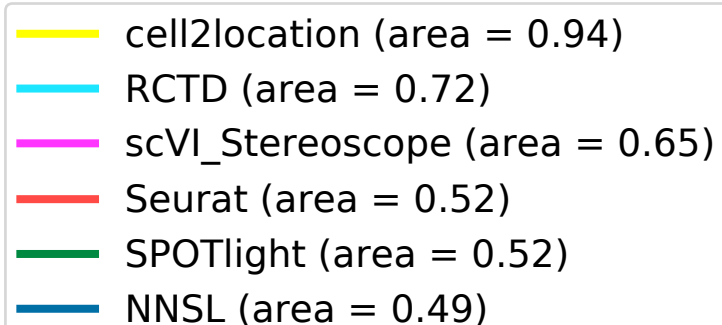 cell2location (area = 0.94)
RCTD (area = 0.72)
scVI_Stereoscope (area = 0.65)
Seurat (area = 0.52)
SPOTlight (area = 0.52)
NNSL (area = 0.49)